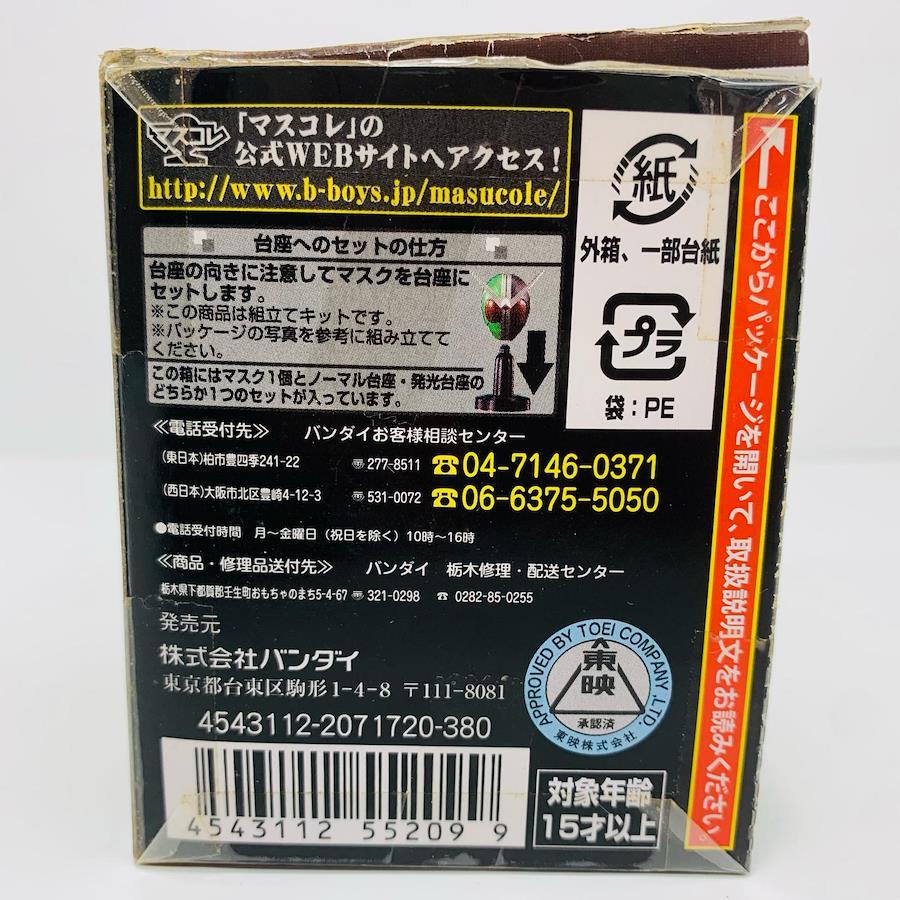 マスコレ
「マスコレ」の
公式WEBサイトへアクセス!
http://www.b-boys.jp/masucole/
台座へのセットの仕方
台座の向きに注意してマスクを台座に
セットします。
※この商品は組立てキットです。
※パッケージの写真を参考に組み立てて
ください。
この箱にはマスク1個とノーマル台座・発光台座の
どちらか1つのセットが入っています。
紙
外箱、一部台紙
プラ
袋:PE
ここからパッケージを開いて、取扱説明文をお読みください。
≪電話受付先≫ バンダイお客様相談センター
(東日本)柏市豊四季241-22 〒277-8511 ☎04-7146-0371
(西日本)大阪市北区豊崎4-12-3 〒531-0072 ☎06-6375-5050
●電話受付時間 月~金曜日(祝日を除く)10時~16時
≪商品・修理品送付先≫ バンダイ 栃木修理・配送センター
栃木県下都賀郡壬生町おもちゃのまち5-4-67 〒321-0298 ☎ 0282-85-0255
発売元
株式会社バンダイ
東京都台東区駒形1-4-8 〒111-8081
4543112-2071720-380
4543112 55209 9
APPROVED BY TOEI COMPANY, LTD.
東映
承認済
東映株式会社
対象年齢
15才以上